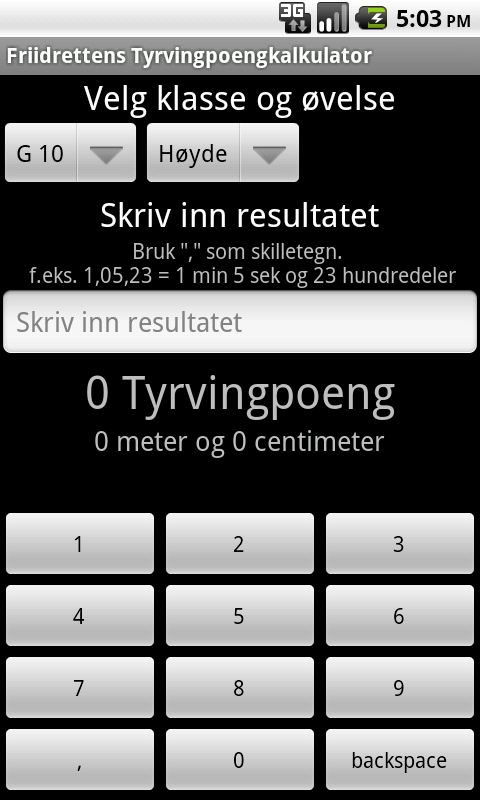 3G 5:03 PM
Friidrettens Tyrvingpoengkalkulator
Velg klasse og øvelse
G 10 Høyde
Skriv inn resultatet
Bruk "," som skilletegn.
f.eks. 1,05,23 = 1 min 5 sek og 23 hundredeler
Skriv inn resultatet
0 Tyrvingpoeng
0 meter og 0 centimeter
1 2 3
4 5 6
7 8 9
, 0 backspace